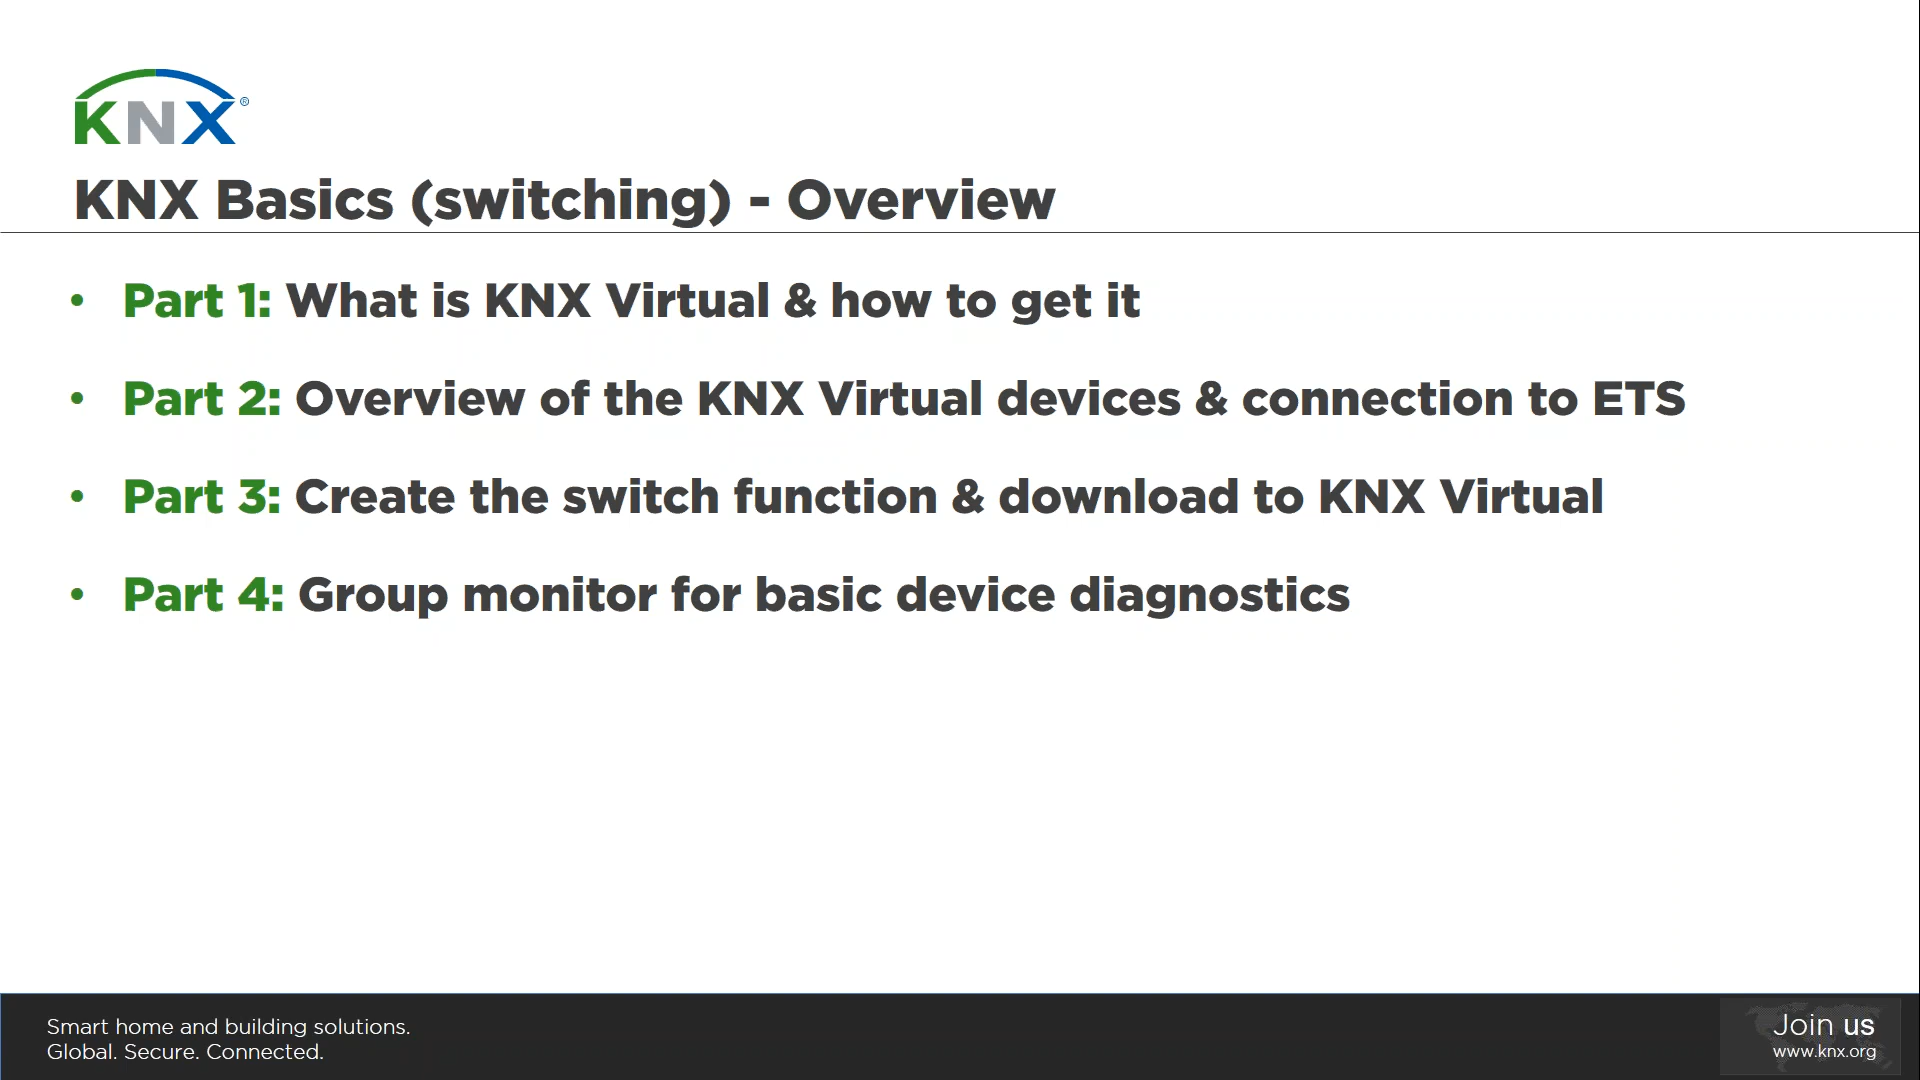 KNX®
KNX Basics (switching) - Overview
• Part 1: What is KNX Virtual & how to get it
• Part 2: Overview of the KNX Virtual devices & connection to ETS
• Part 3: Create the switch function & download to KNX Virtual
• Part 4: Group monitor for basic device diagnostics
Smart home and building solutions.
Global. Secure. Connected.
Join us
www.knx.org